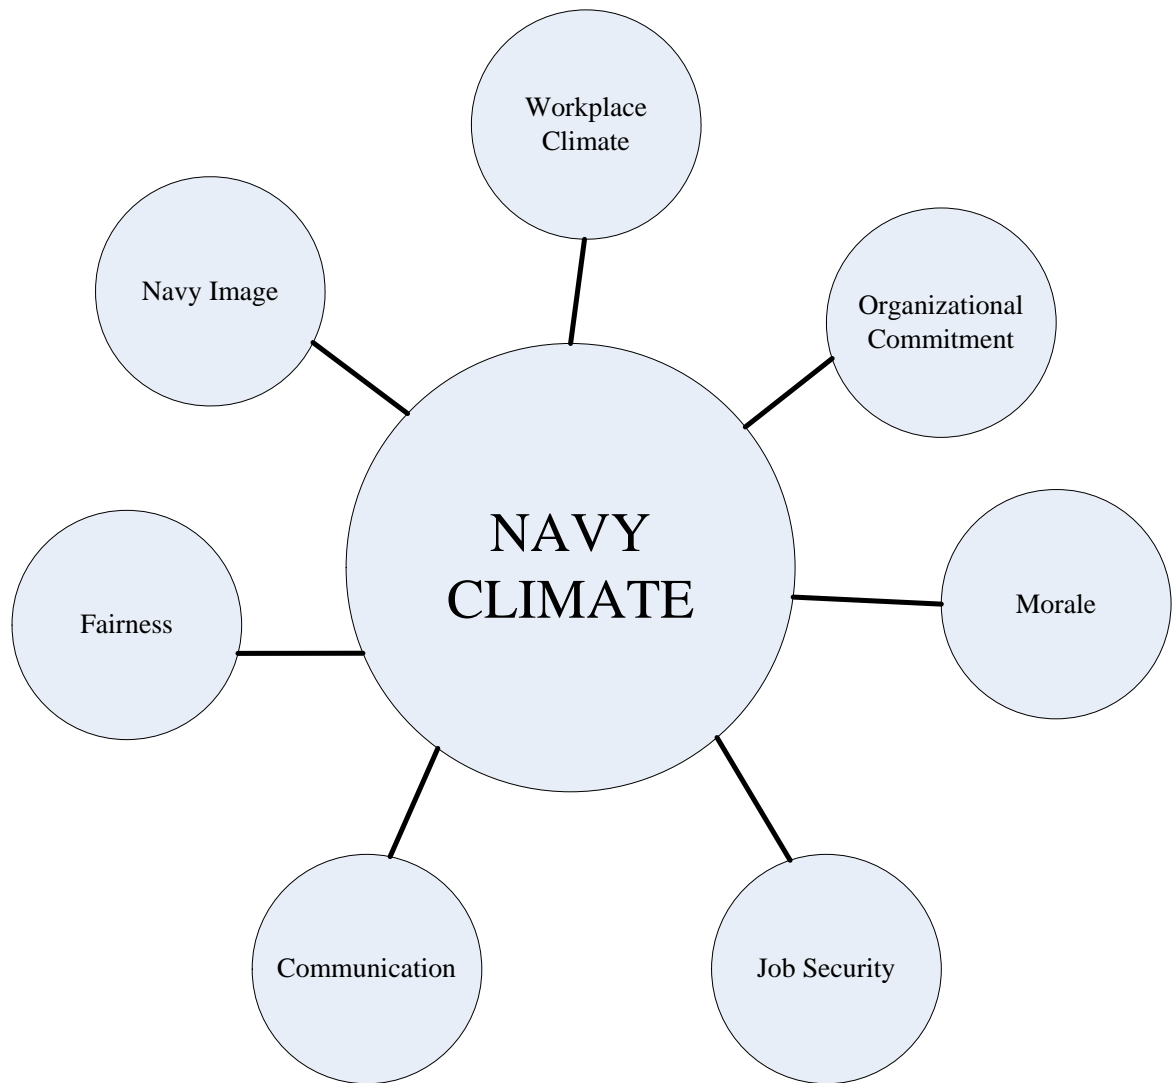 Workplace
Climate
Navy Image
Organizational
Commitment
NAVY
CLIMATE
Fairness
Morale
Communication
Job Security